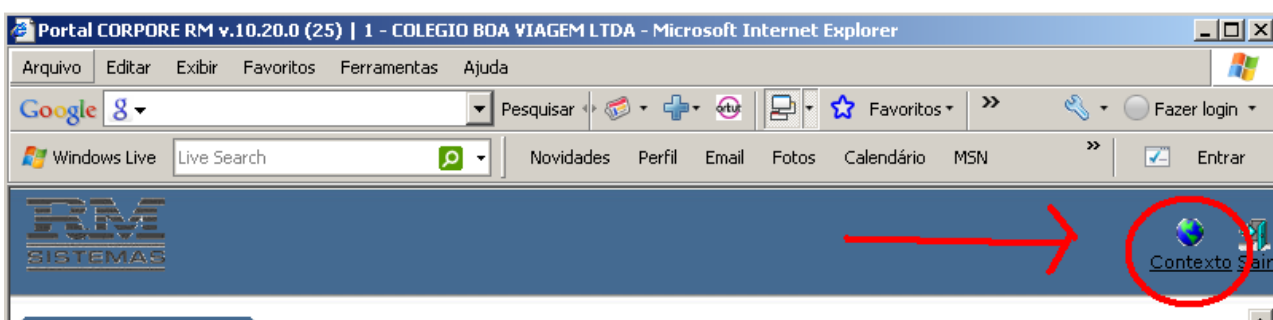 Portal CORPORE RM v.10.20.0 (25) | 1 - COLEGIO BOA VIAGEM LTDA - Microsoft Internet Explorer
Arquivo Editar Exibir Favoritos Ferramentas Ajuda
Google Pesquisar ortut Favoritos Fazer login
Windows Live Live Search Novidades Perfil Email Fotos Calendário MSN Entrar
RM
SISTEMAS
Contexto Sair